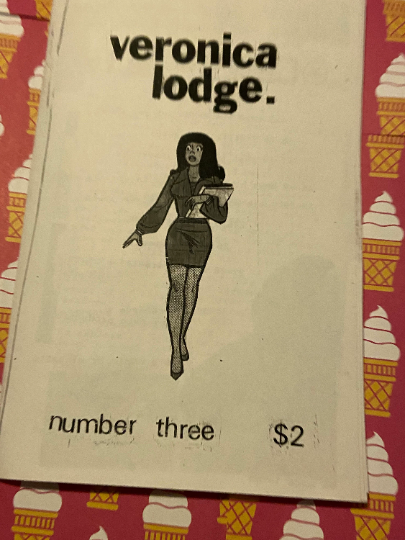 veronica
lodge.
number three $2